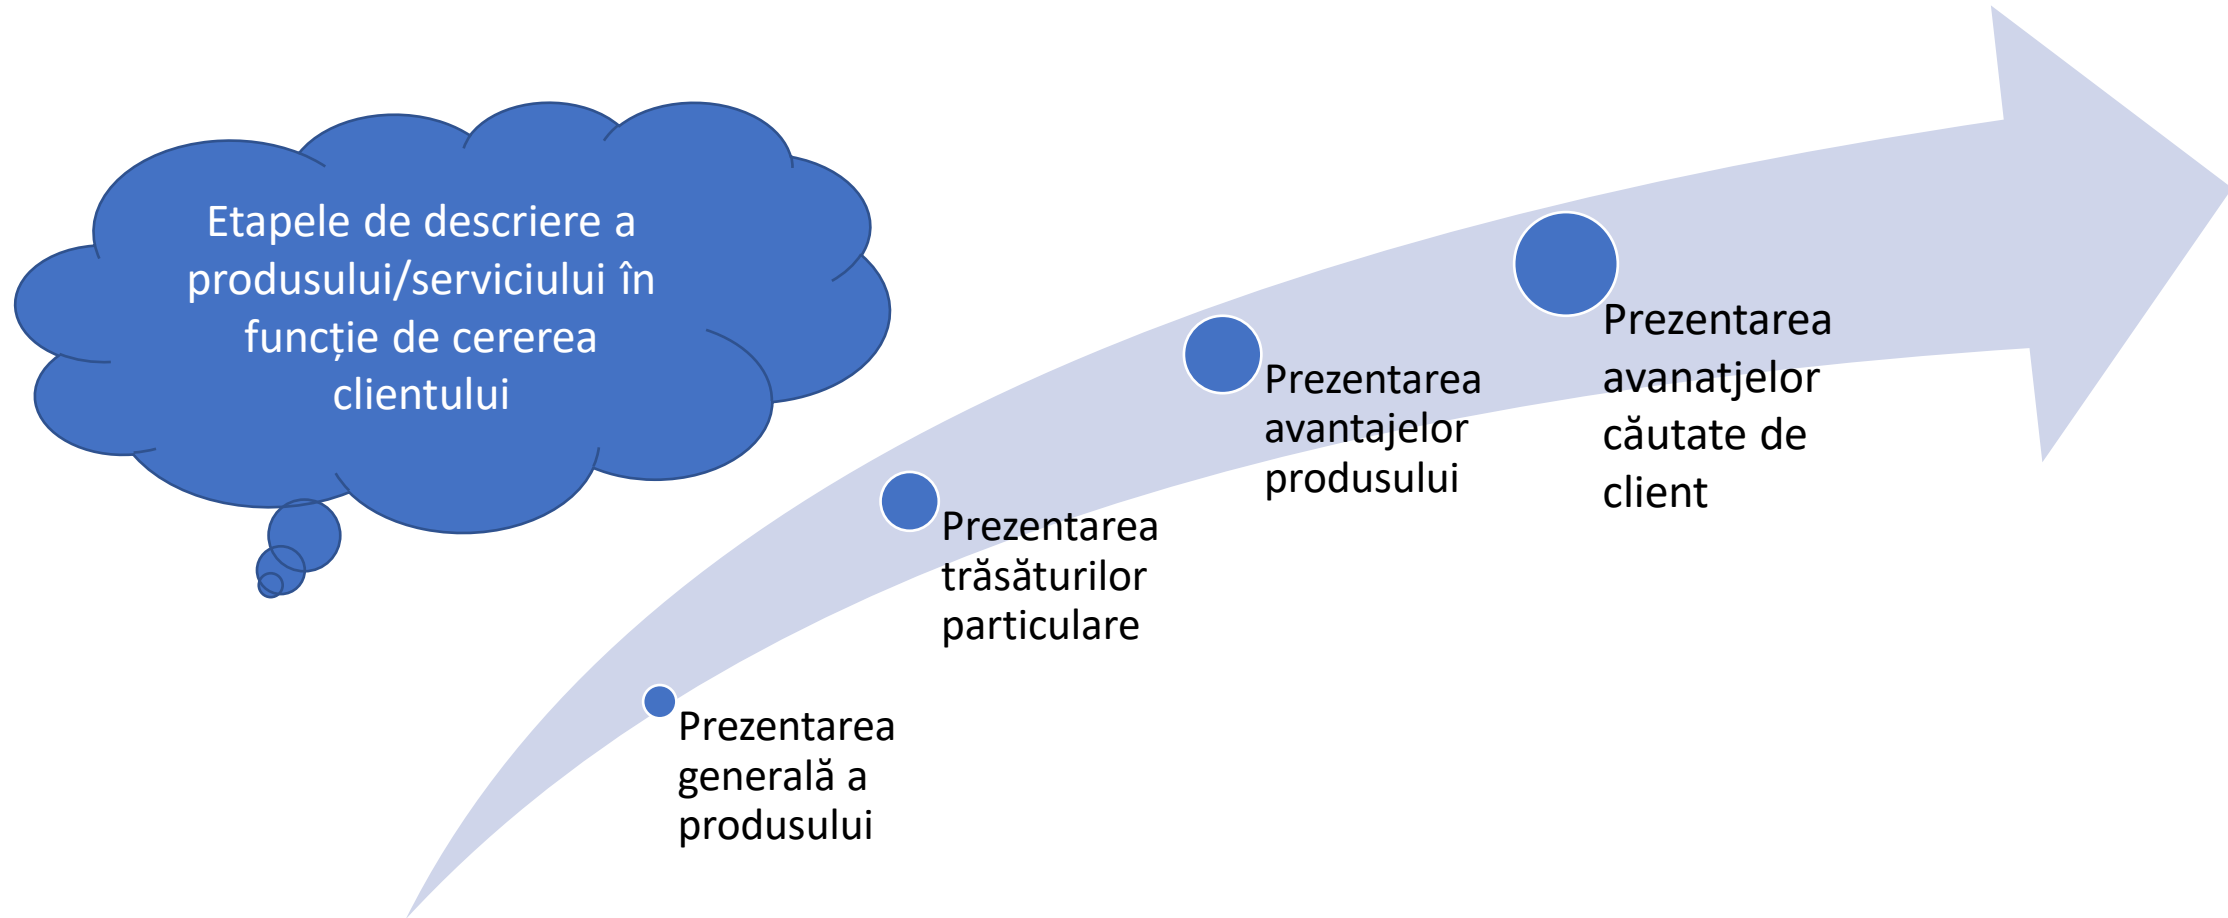 Etapele de descriere a
produsului/serviciului în
funcție de cererea
clientului
Prezentarea
generală a
produsului
Prezentarea
trăsăturilor
particulare
Prezentarea
avantajelor
produsului
Prezentarea
avanatjelor
căutate de
client